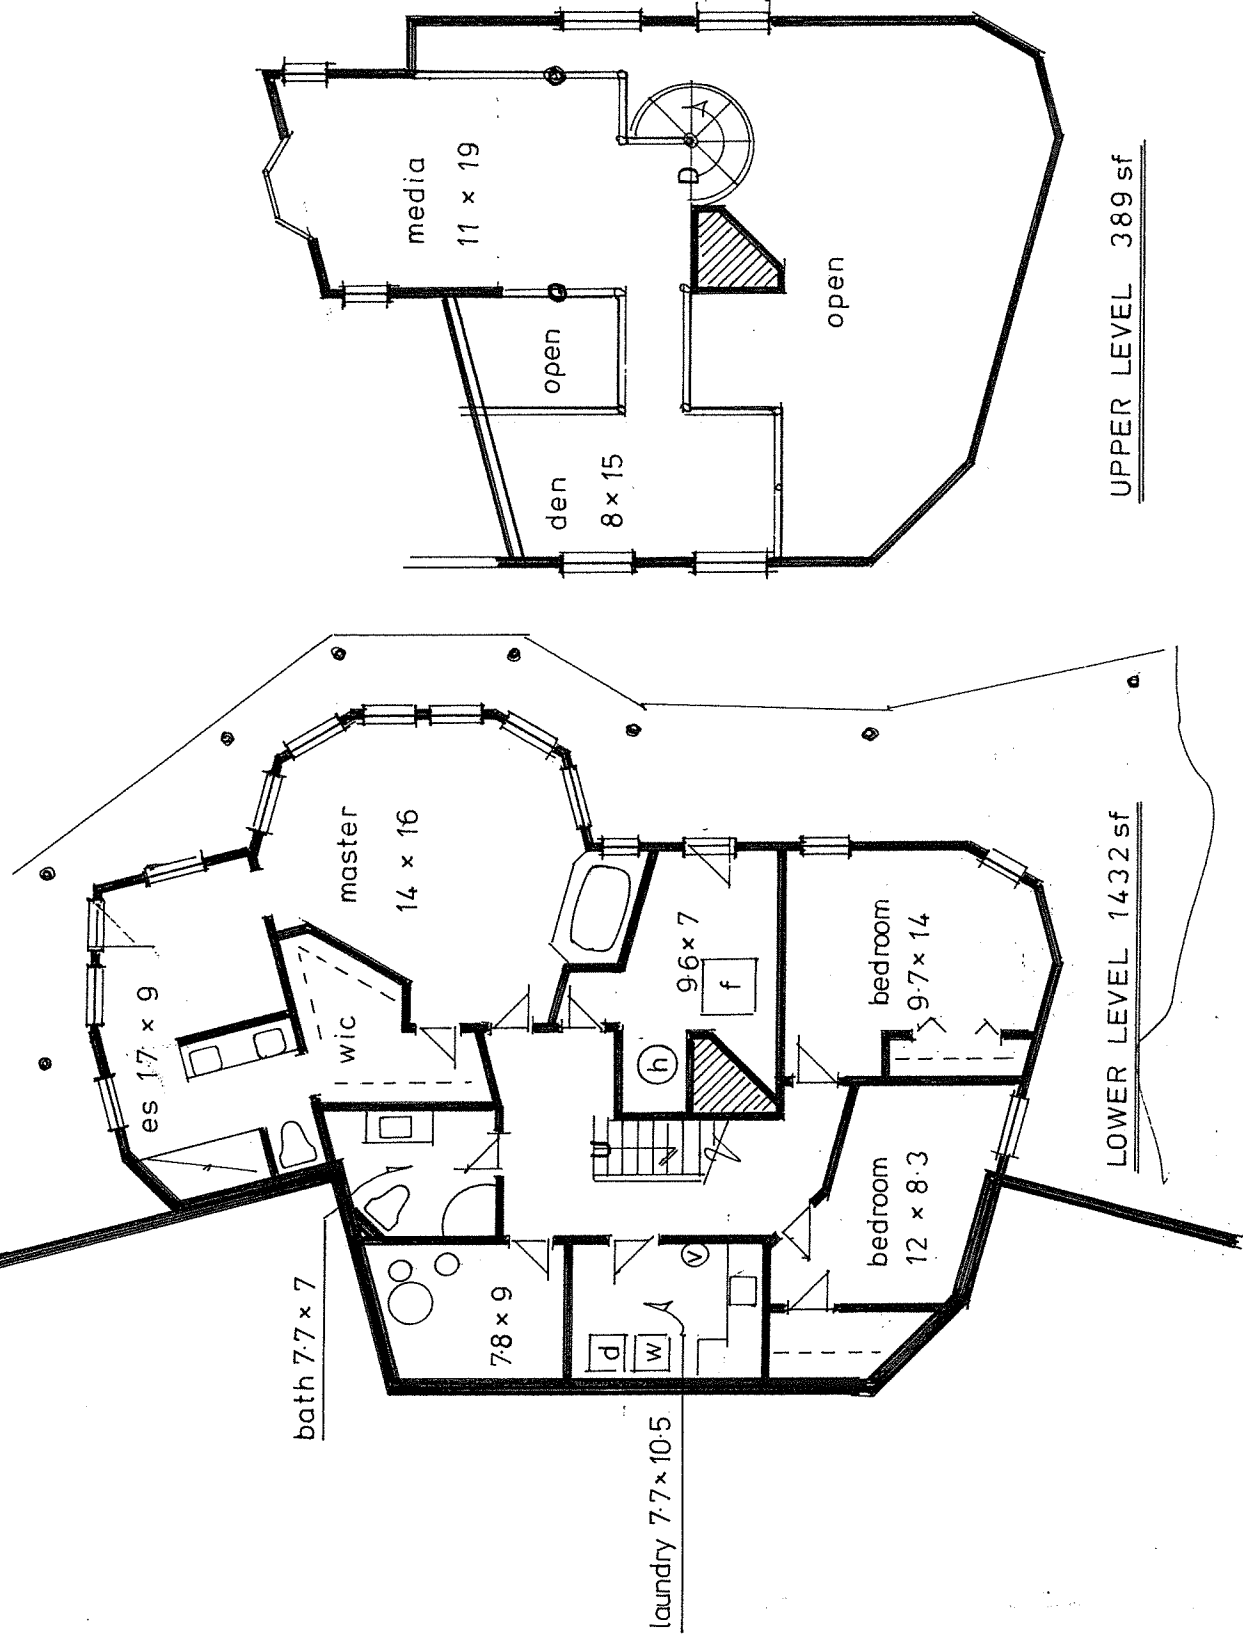 media
11 × 19
D
open
open
den
8 × 15
UPPER LEVEL 389 sf
master
14 × 16
es 17 × 9
wic
9·6 × 7
f
h
bedroom
9·7 × 14
U
bedroom
12 × 8·3
v
7·8 × 9
d
w
bath 7·7 × 7
laundry 7·7 × 10·5
LOWER LEVEL 1432 sf